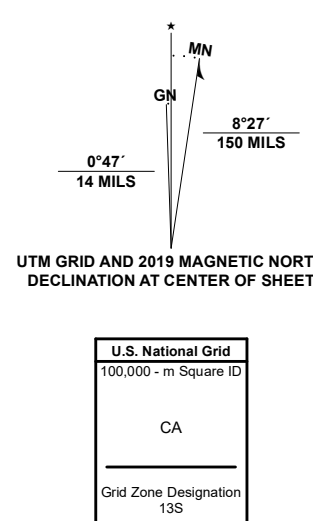 ★
MN
GN
8°27´
150 MILS
0°47´
14 MILS
UTM GRID AND 2019 MAGNETIC NORT
DECLINATION AT CENTER OF SHEET
U.S. National Grid
100,000 - m Square ID
CA
Grid Zone Designation
13S